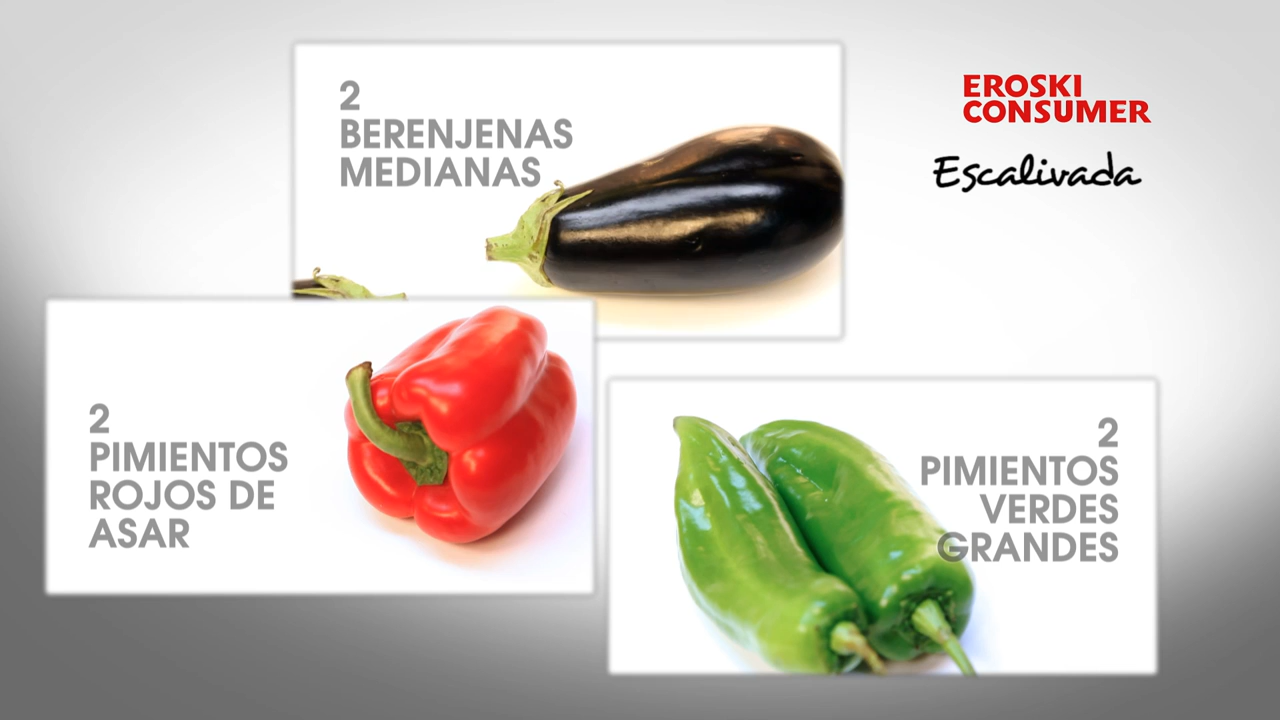 2
BERENJENAS
MEDIANAS
EROSKI
CONSUMER
Escalivada
2
PIMIENTOS
ROJOS DE
ASAR
2
PIMIENTOS
VERDES
GRANDES